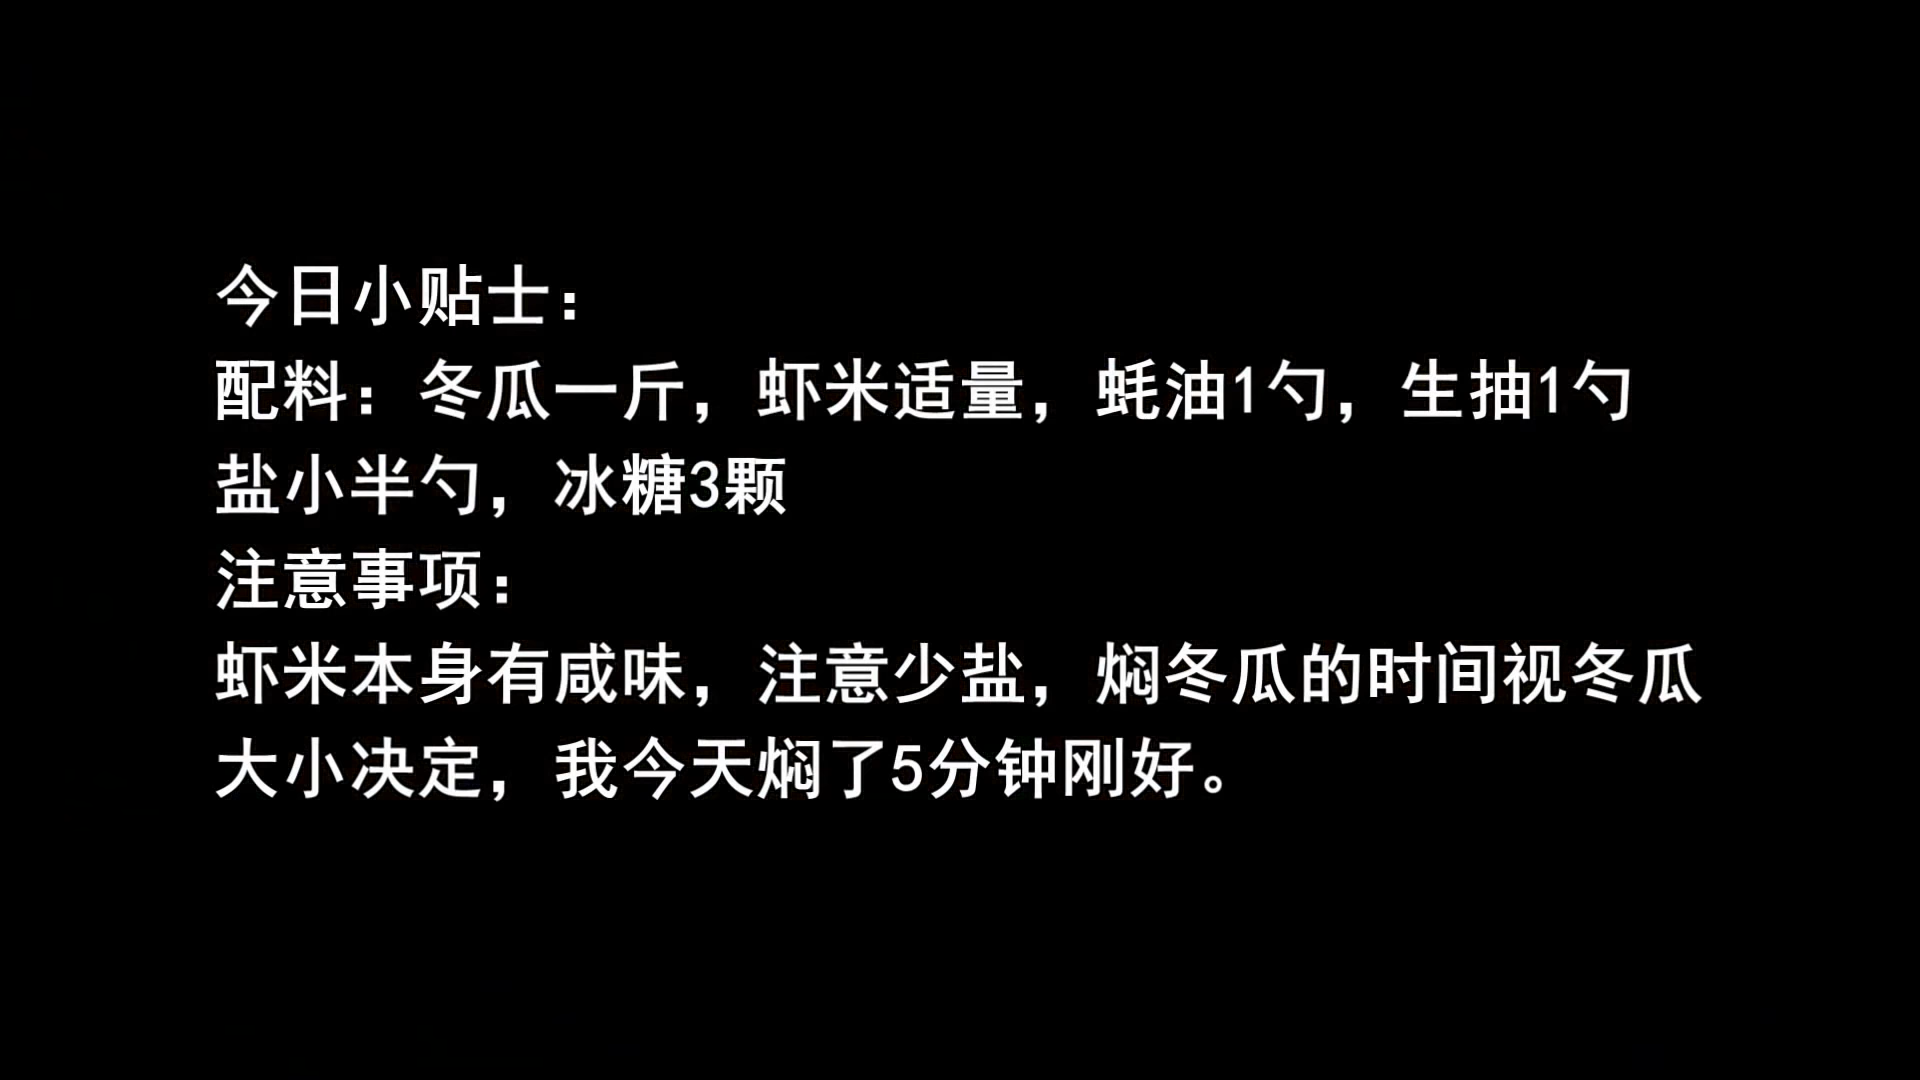 今日小贴士：
配料：冬瓜一斤，虾米适量，蚝油1勺，生抽1勺
盐小半勺，冰糖3颗
注意事项：
虾米本身有咸味，注意少盐，焖冬瓜的时间视冬瓜
大小决定，我今天焖了5分钟刚好。